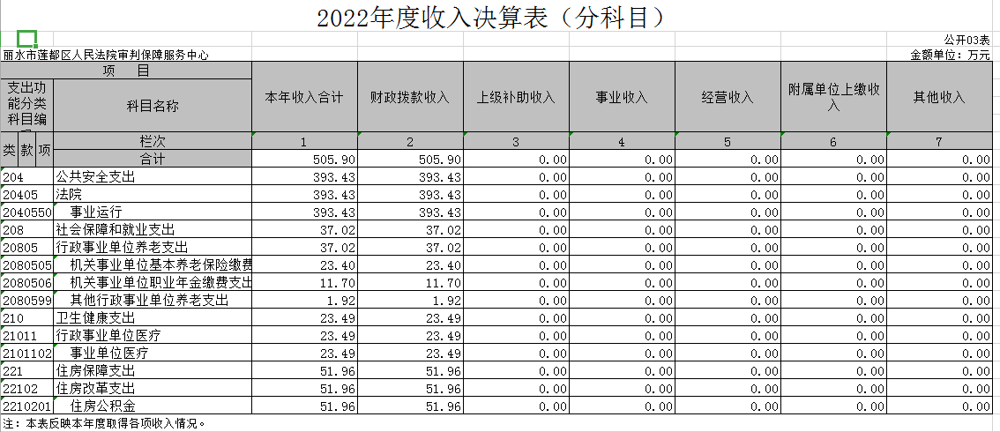 2022年度收入决算表（分科目）
公开03表
丽水市莲都区人民法院审判保障服务中心 金额单位：万元
项 目 本年收入合计 财政拨款收入 上级补助收入 事业收入 经营收入 附属单位上缴收入 其他收入
支出功能分类科目编 科目名称
类 款 项 栏次 1 2 3 4 5 6 7
合计 505.90 505.90 0.00 0.00 0.00 0.00 0.00
204 公共安全支出 393.43 393.43 0.00 0.00 0.00 0.00 0.00
20405 法院 393.43 393.43 0.00 0.00 0.00 0.00 0.00
2040550 事业运行 393.43 393.43 0.00 0.00 0.00 0.00 0.00
208 社会保障和就业支出 37.02 37.02 0.00 0.00 0.00 0.00 0.00
20805 行政事业单位养老支出 37.02 37.02 0.00 0.00 0.00 0.00 0.00
2080505 机关事业单位基本养老保险缴费 23.40 23.40 0.00 0.00 0.00 0.00 0.00
2080506 机关事业单位职业年金缴费支出 11.70 11.70 0.00 0.00 0.00 0.00 0.00
2080599 其他行政事业单位养老支出 1.92 1.92 0.00 0.00 0.00 0.00 0.00
210 卫生健康支出 23.49 23.49 0.00 0.00 0.00 0.00 0.00
21011 行政事业单位医疗 23.49 23.49 0.00 0.00 0.00 0.00 0.00
2101102 事业单位医疗 23.49 23.49 0.00 0.00 0.00 0.00 0.00
221 住房保障支出 51.96 51.96 0.00 0.00 0.00 0.00 0.00
22102 住房改革支出 51.96 51.96 0.00 0.00 0.00 0.00 0.00
2210201 住房公积金 51.96 51.96 0.00 0.00 0.00 0.00 0.00
注：本表反映本年度取得各项收入情况。